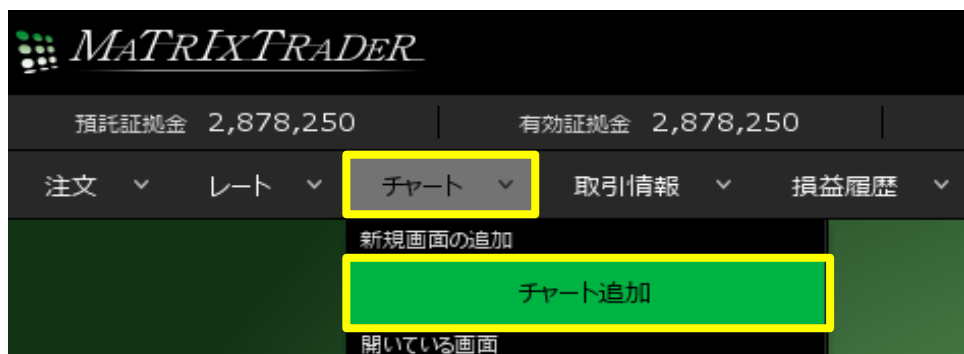 MATRIXTRADER
預託証拠金 2,878,250 有効証拠金 2,878,250
注文 レート チャート 取引情報 損益履歴
新規画面の追加
チャート追加
開いている画面